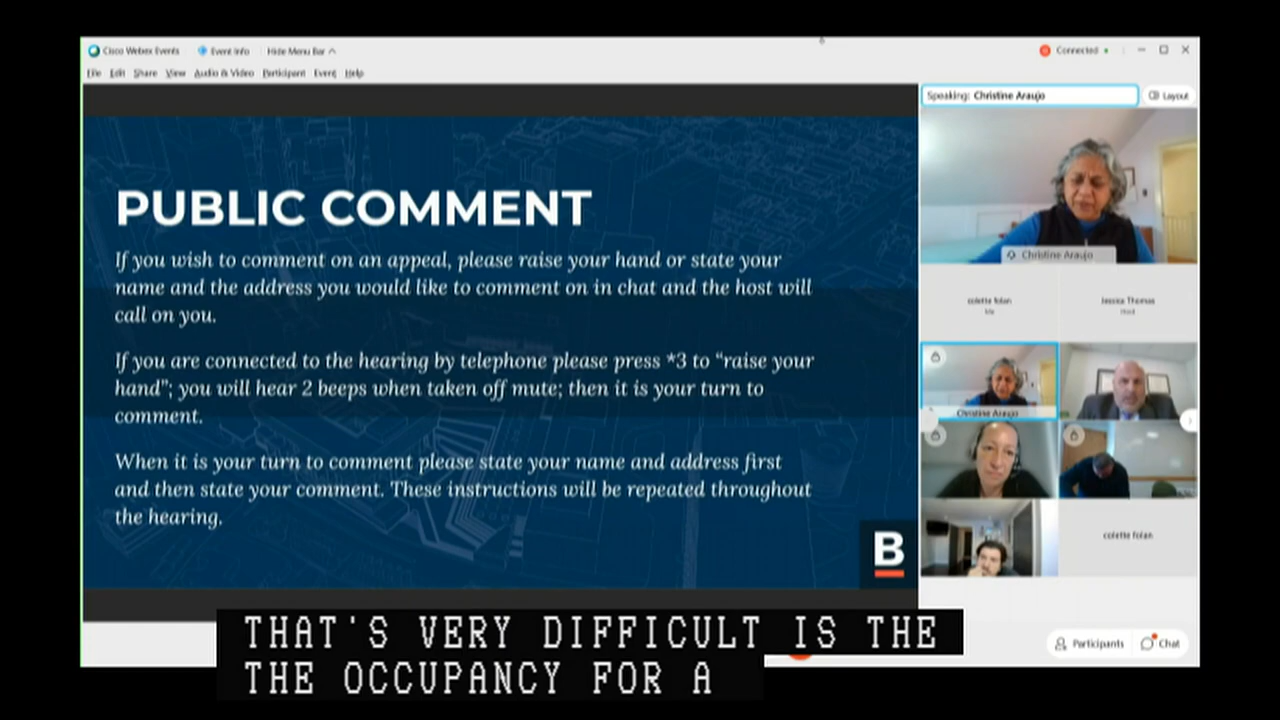 Cisco Webex Events
Event Info
Hide Menu Bar
Connected
File Edit Share View Audio & Video Participant Event Help
Speaking: Christine Araujo
Layout
PUBLIC COMMENT
If you wish to comment on an appeal, please raise your hand or state your
name and the address you would like to comment on in chat and the host will
call on you.
If you are connected to the hearing by telephone please press *3 to "raise your
hand"; you will hear 2 beeps when taken off mute; then it is your turn to
comment.
When it is your turn to comment please state your name and address first
and then state your comment. These instructions will be repeated throughout
the hearing.
B
Christine Araujo
colette folan
Me
Jessica Thomas
Host
Christine Araujo
colette folan
Participants
Chat
THAT'S VERY DIFFICULT IS THE
THE OCCUPANCY FOR A